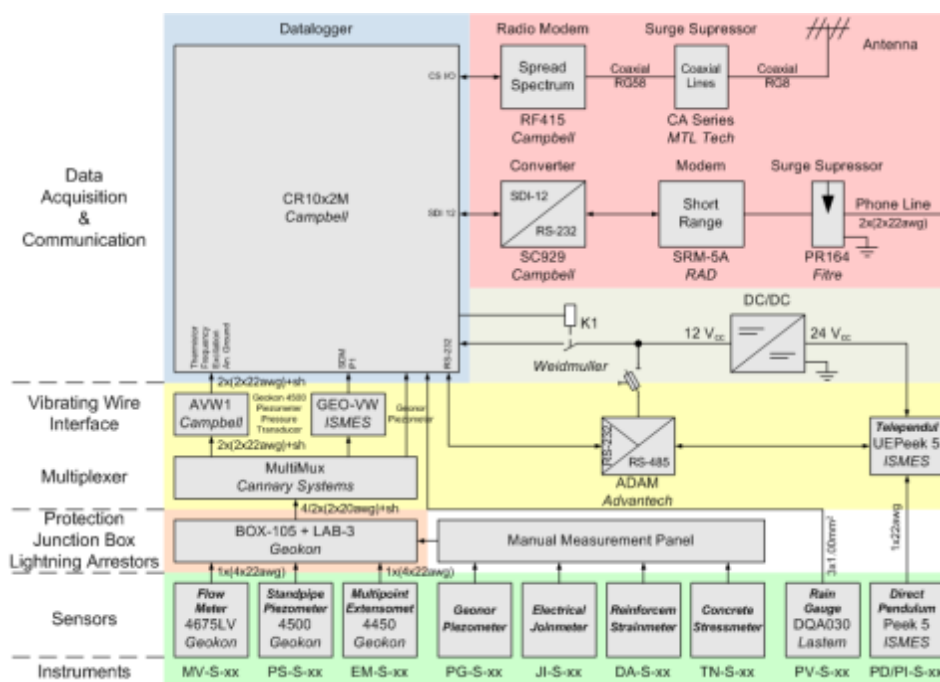 Datalogger
Radio Modem
Surge Supressor
Antenna
CS I/O
Spread
Spectrum
Coaxial
RG58
Coaxial
Lines
Coaxial
RG8
RF415
Campbell
CA Series
MTL Tech
Data
Acquisition
&
Communication
CR10x2M
Campbell
Converter
Modem
Surge Supressor
SDI-12
SDI-12
RS-232
Short
Range
Phone Line
2x(2x22awg)
SC929
Campbell
SRM-5A
RAD
PR164
Fitre
DC/DC
K1
12 Vcc
24 Vcc
Thermistor
Frequency
Excitation
An. Ground
SDM
P1
RS-232
Weidmuller
2x(2x22awg)+sh
Vibrating Wire
Interface
AVW1
Campbell
Geokon 4500
Piezometer
Pressure
Transducer
GEO-VW
ISMES
Geonor
Piezometer
2x(2x22awg)+sh
RS-232
RS-485
Telependul
UEPeek 5
ISMES
Multiplexer
MultiMux
Cannary Systems
ADAM
Advantech
4/2x(2x20awg)+sh
Protection
Junction Box
Lightning Arrestors
BOX-105 + LAB-3
Geokon
Manual Measurement Panel
3x1.00mm²
1x22awg
1x(4x22awg)
1x(4x22awg)
Sensors
Flow
Meter
4675LV
Geokon
Standpipe
Piezometer
4500
Geokon
Multipoint
Extensomet
4450
Geokon
Geonor
Piezometer
Electrical
Joinmeter
Reinforcem
Strainmeter
Concrete
Stressmeter
Rain
Gauge
DQA030
Lastem
Direct
Pendulum
Peek 5
ISMES
Instruments
MV-S-xx
PS-S-xx
EM-S-xx
PG-S-xx
JI-S-xx
DA-S-xx
TN-S-xx
PV-S-xx
PD/PI-S-xx